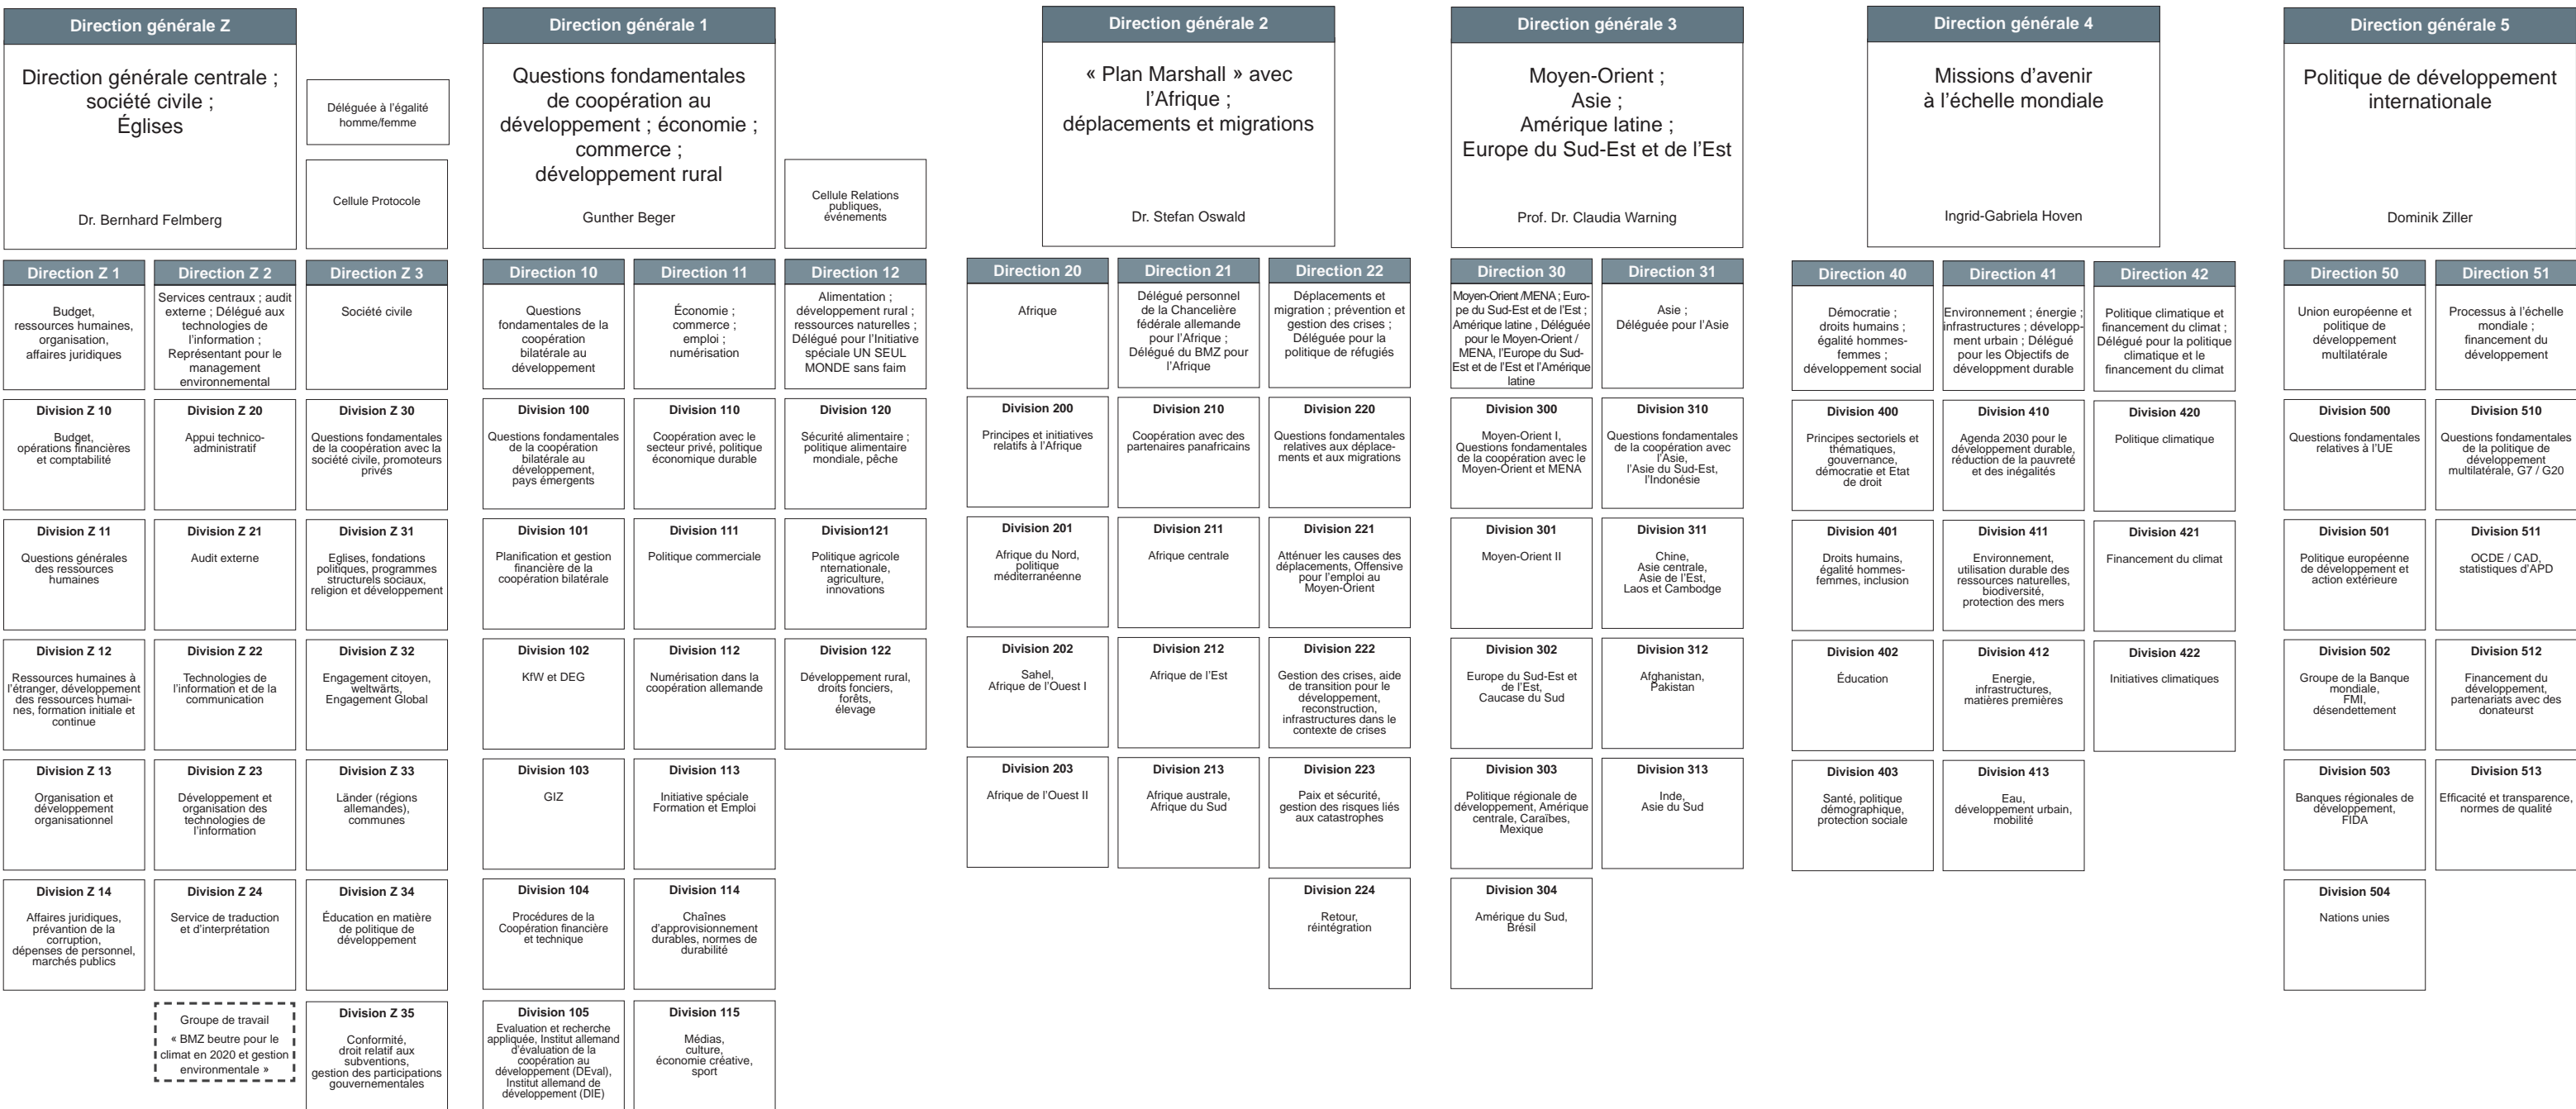 Direction générale Z
Direction générale centrale ;
société civile ;
Églises
Dr. Bernhard Felmberg
Déléguée à l'égalité
homme/femme
Cellule Protocole
Direction Z 1
Budget,
ressources humaines,
organisation,
affaires juridiques
Division Z 10
Budget,
opérations financières
et comptabilité
Division Z 11
Questions générales
des ressources
humaines
Division Z 12
Ressources humaines à
l'étranger, développement
des ressources humai-
nes, formation initiale et
continue
Division Z 13
Organisation et
développement
organisationnel
Division Z 14
Affaires juridiques,
prévantion de la
corruption,
dépenses de personnel,
marchés publics
Direction Z 2
Services centraux ; audit
externe ; Délégué aux
technologies de
l'information ;
Représentant pour le
management
environnemental
Division Z 20
Appui technico-
administratif
Division Z 21
Audit externe
Division Z 22
Technologies de
l'information et de la
communication
Division Z 23
Développement et
organisation des
technologies de
l'information
Division Z 24
Service de traduction
et d'interprétation
Groupe de travail
« BMZ beutre pour le
climat en 2020 et gestion
environmentale »
Direction Z 3
Société civile
Division Z 30
Questions fondamentales
de la coopération avec la
société civile, promoteurs
privés
Division Z 31
Eglises, fondations
politiques, programmes
structurels sociaux,
religion et développement
Division Z 32
Engagement citoyen,
weltwärts,
Engagement Global
Division Z 33
Länder (régions
allemandes),
communes
Division Z 34
Éducation en matière
de politique de
développement
Division Z 35
Conformité,
droit relatif aux
subventions,
gestion des participations
gouvernementales
Direction générale 1
Questions fondamentales
de coopération au
développement ; économie ;
commerce ;
développement rural
Gunther Beger
Cellule Relations
publiques,
événements
Direction 10
Questions
fondamentales de la
coopération
bilatérale au
développement
Division 100
Questions fondamentales
de la coopération
bilatérale au
développement,
pays émergents
Division 101
Planification et gestion
financière de la
coopération bilatérale
Division 102
KfW et DEG
Division 103
GIZ
Division 104
Procédures de la
Coopération financière
et technique
Division 105
Evaluation et recherche
appliquée, Institut allemand
d'évaluation de la
coopération au
développement (DEval),
Institut allemand de
développement (DIE)
Direction 11
Économie ;
commerce ;
emploi ;
numérisation
Division 110
Coopération avec le
secteur privé, politique
économique durable
Division 111
Politique commerciale
Division 112
Numérisation dans la
coopération allemande
Division 113
Initiative spéciale
Formation et Emploi
Division 114
Chaînes
d'approvisionnement
durables, normes de
durabilité
Division 115
Médias,
culture,
économie créative,
sport
Direction 12
Alimentation ;
développement rural ;
ressources naturelles ;
Délégué pour l'Initiative
spéciale UN SEUL
MONDE sans faim
Division 120
Sécurité alimentaire ;
politique alimentaire
mondiale, pêche
Division121
Politique agricole
nternationale,
agriculture,
innovations
Division 122
Développement rural,
droits fonciers,
forêts,
élevage
Direction générale 2
« Plan Marshall » avec
l'Afrique ;
déplacements et migrations
Dr. Stefan Oswald
Direction 20
Afrique
Division 200
Principes et initiatives
relatifs à l'Afrique
Division 201
Afrique du Nord,
politique
méditerranéenne
Division 202
Sahel,
Afrique de l'Ouest I
Division 203
Afrique de l'Ouest II
Direction 21
Délégué personnel
de la Chancelière
fédérale allemande
pour l'Afrique ;
Délégué du BMZ pour
l'Afrique
Division 210
Coopération avec des
partenaires panafricains
Division 211
Afrique centrale
Division 212
Afrique de l'Est
Division 213
Afrique australe,
Afrique du Sud
Direction 22
Déplacements et
migration ; prévention et
gestion des crises ;
Déléguée pour la
politique de réfugiés
Division 220
Questions fondamentales
relatives aux déplace-
ments et aux migrations
Division 221
Atténuer les causes des
déplacements, Offensive
pour l'emploi au
Moyen-Orient
Division 222
Gestion des crises, aide
de transition pour le
développement,
reconstruction,
infrastructures dans le
contexte de crises
Division 223
Paix et sécurité,
gestion des risques liés
aux catastrophes
Division 224
Retour,
réintégration
Direction générale 3
Moyen-Orient ;
Asie ;
Amérique latine ;
Europe du Sud-Est et de l'Est
Prof. Dr. Claudia Warning
Direction 30
Moyen-Orient /MENA ; Euro-
pe du Sud-Est et de l'Est ;
Amérique latine , Déléguée
pour le Moyen-Orient /
MENA, l'Europe du Sud-
Est et de l'Est et l'Amérique
latine
Division 300
Moyen-Orient I,
Questions fondamentales
de la coopération avec le
Moyen-Orient et MENA
Division 301
Moyen-Orient II
Division 302
Europe du Sud-Est et
de l'Est,
Caucase du Sud
Division 303
Politique régionale de
développement, Amérique
centrale, Caraïbes,
Mexique
Division 304
Amérique du Sud,
Brésil
Direction 31
Asie ;
Déléguée pour l'Asie
Division 310
Questions fondamentales
de la coopération avec
l'Asie,
l'Asie du Sud-Est,
l'Indonésie
Division 311
Chine,
Asie centrale,
Asie de l'Est,
Laos et Cambodge
Division 312
Afghanistan,
Pakistan
Division 313
Inde,
Asie du Sud
Direction générale 4
Missions d'avenir
à l'échelle mondiale
Ingrid-Gabriela Hoven
Direction 40
Démocratie ;
droits humains ;
égalité hommes-
femmes ;
développement social
Division 400
Principes sectoriels et
thématiques,
gouvernance,
démocratie et Etat
de droit
Division 401
Droits humains,
égalité hommes-
femmes, inclusion
Division 402
Éducation
Division 403
Santé, politique
démographique,
protection sociale
Direction 41
Environnement ; énergie ;
infrastructures ; développ-
ment urbain ; Délégué
pour les Objectifs de
développment durable
Division 410
Agenda 2030 pour le
développement durable,
réduction de la pauvreté
et des inégalités
Division 411
Environnement,
utilisation durable des
ressources naturelles,
biodiversité,
protection des mers
Division 412
Energie,
infrastructures,
matières premières
Division 413
Eau,
développement urbain,
mobilité
Direction 42
Politique climatique et
financement du climat ;
Délégué pour la politique
climatique et le
financement du climat
Division 420
Politique climatique
Division 421
Financement du climat
Division 422
Initiatives climatiques
Direction générale 5
Politique de développement
internationale
Dominik Ziller
Direction 50
Union européenne et
politique de
développement
multilatérale
Division 500
Questions fondamentales
relatives à l'UE
Division 501
Politique européenne
de développement et
action extérieure
Division 502
Groupe de la Banque
mondiale,
FMI,
désendettement
Division 503
Banques régionales de
développement,
FIDA
Division 504
Nations unies
Direction 51
Processus à l'échelle
mondiale ;
financement du
développement
Division 510
Questions fondamentales
de la politique de
développement
multilatérale, G7 / G20
Division 511
OCDE / CAD,
statistiques d'APD
Division 512
Financement du
développement,
partenariats avec des
donateurst
Division 513
Efficacité et transparence,
normes de qualité